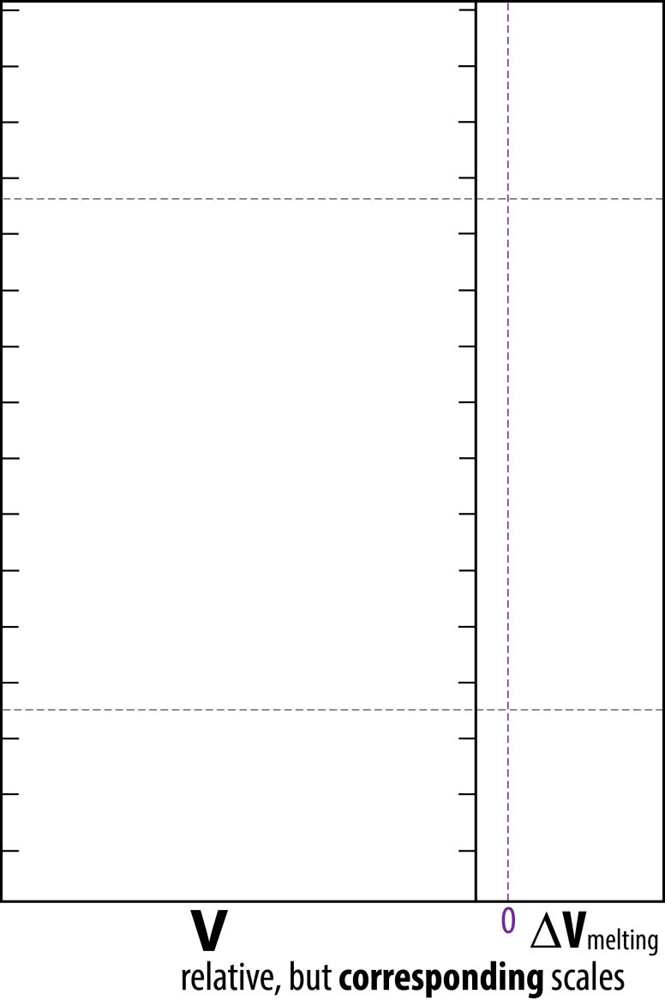 V 0 ΔVmelting
relative, but corresponding scales